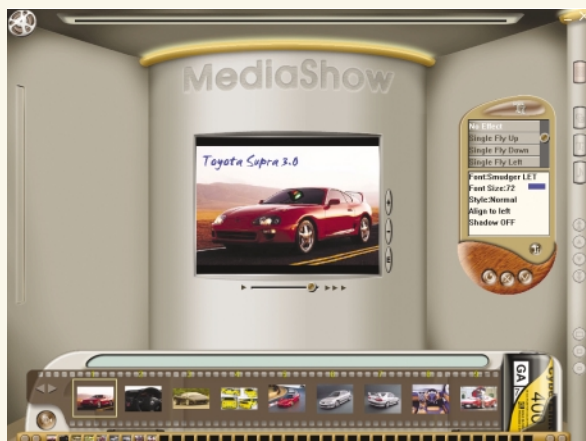 MediaShow
Toyota Supra 3.0
No Effect
Single Fly Up
Single Fly Down
Single Fly Left
Font:Smudger LET
Font Size:72
Style:Normal
Align to left
Shadow OFF
GA
400